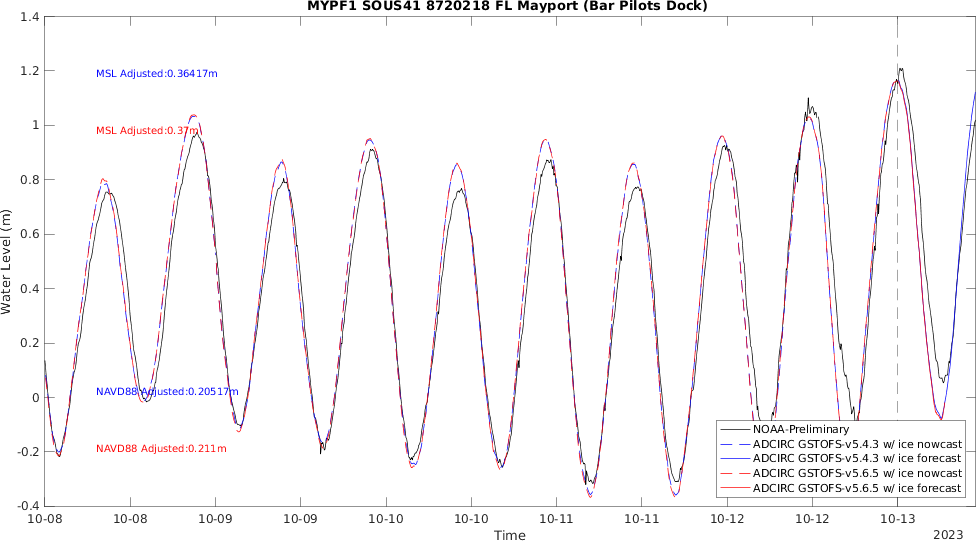 MYPF1 SOUS41 8720218 FL Mayport (Bar Pilots Dock)
1.4
1.2
1
0.8
0.6
0.4
0.2
0
-0.2
-0.4
Water Level (m)
MSL Adjusted:0.36417m
MSL Adjusted:0.37m
NAVD88 Adjusted:0.20517m
NAVD88 Adjusted:0.211m
NOAA-Preliminary
ADCIRC GSTOFS-v5.4.3 w/ ice nowcast
ADCIRC GSTOFS-v5.4.3 w/ ice forecast
ADCIRC GSTOFS-v5.6.5 w/ ice nowcast
ADCIRC GSTOFS-v5.6.5 w/ ice forecast
10-08 10-08 10-09 10-09 10-10 10-10 10-11 10-11 10-12 10-12 10-13
Time
2023